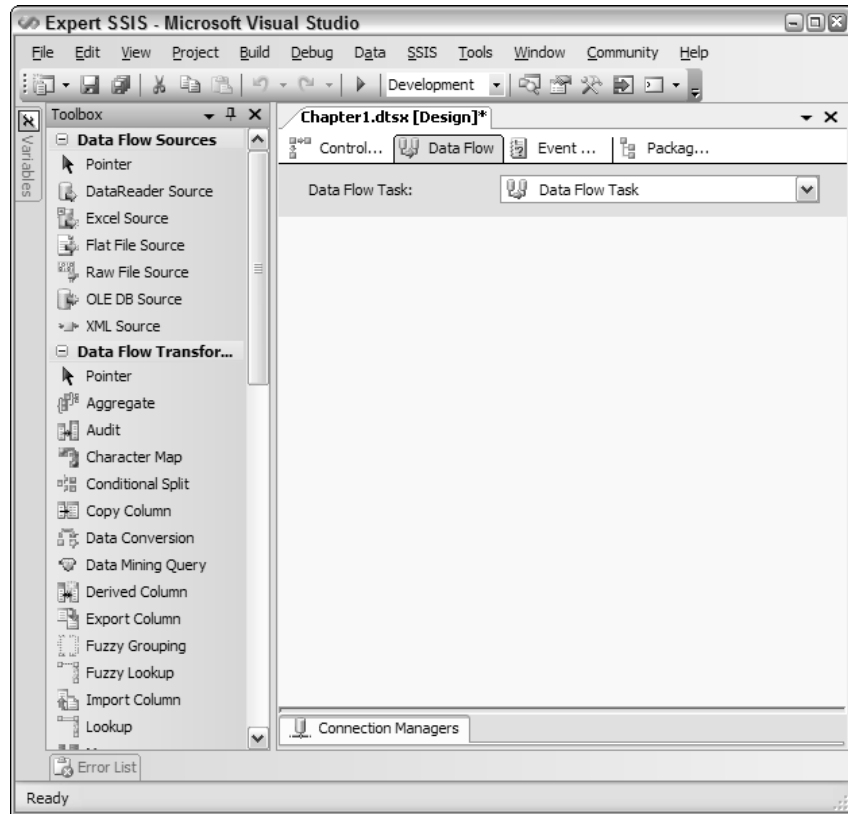 Expert SSIS - Microsoft Visual Studio
File Edit View Project Build Debug Data SSIS Tools Window Community Help
Development
Variables
Toolbox
Data Flow Sources
Pointer
DataReader Source
Excel Source
Flat File Source
Raw File Source
OLE DB Source
XML Source
Data Flow Transfor...
Pointer
Aggregate
Audit
Character Map
Conditional Split
Copy Column
Data Conversion
Data Mining Query
Derived Column
Export Column
Fuzzy Grouping
Fuzzy Lookup
Import Column
Lookup
Chapter1.dtsx [Design]*
Control... Data Flow Event ... Packag...
Data Flow Task: Data Flow Task
Connection Managers
Error List
Ready